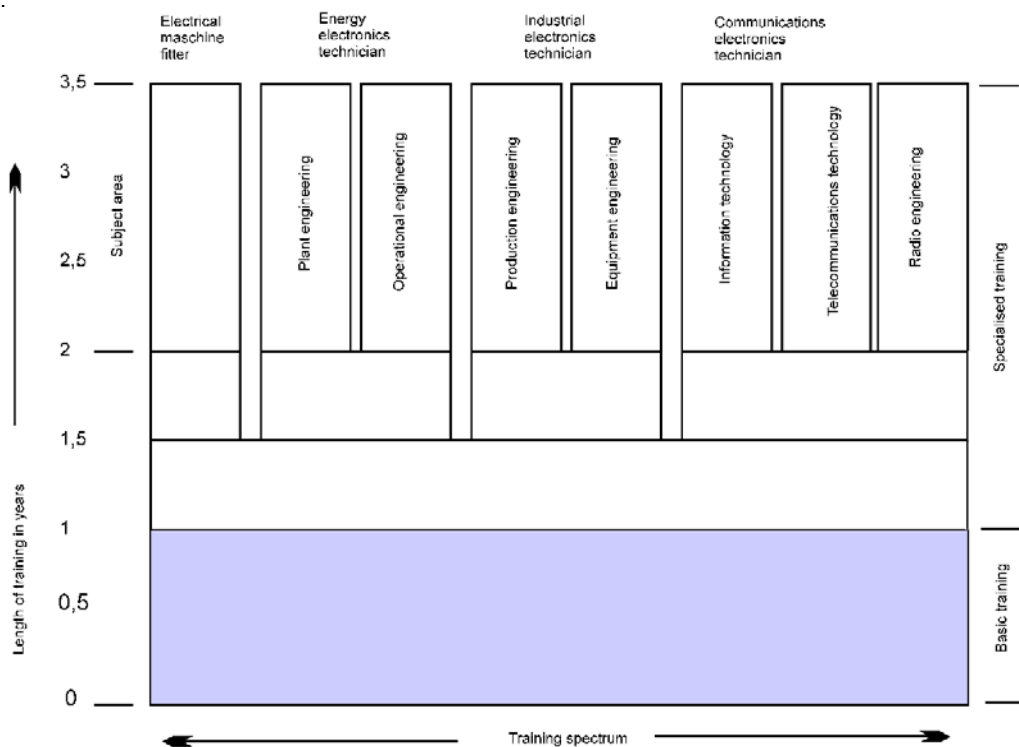 Electrical
maschine
fitter
Energy
electronics
technician
Industrial
electronics
technician
Communications
electronics
technician
3,5
3
2,5
2
1,5
1
0,5
0
Length of training in years
Subject area
Plant engineering
Operational engineering
Production engineering
Equipment engineering
Information technology
Telecommunications technology
Radio engineering
Specialised training
Basic training
Training spectrum